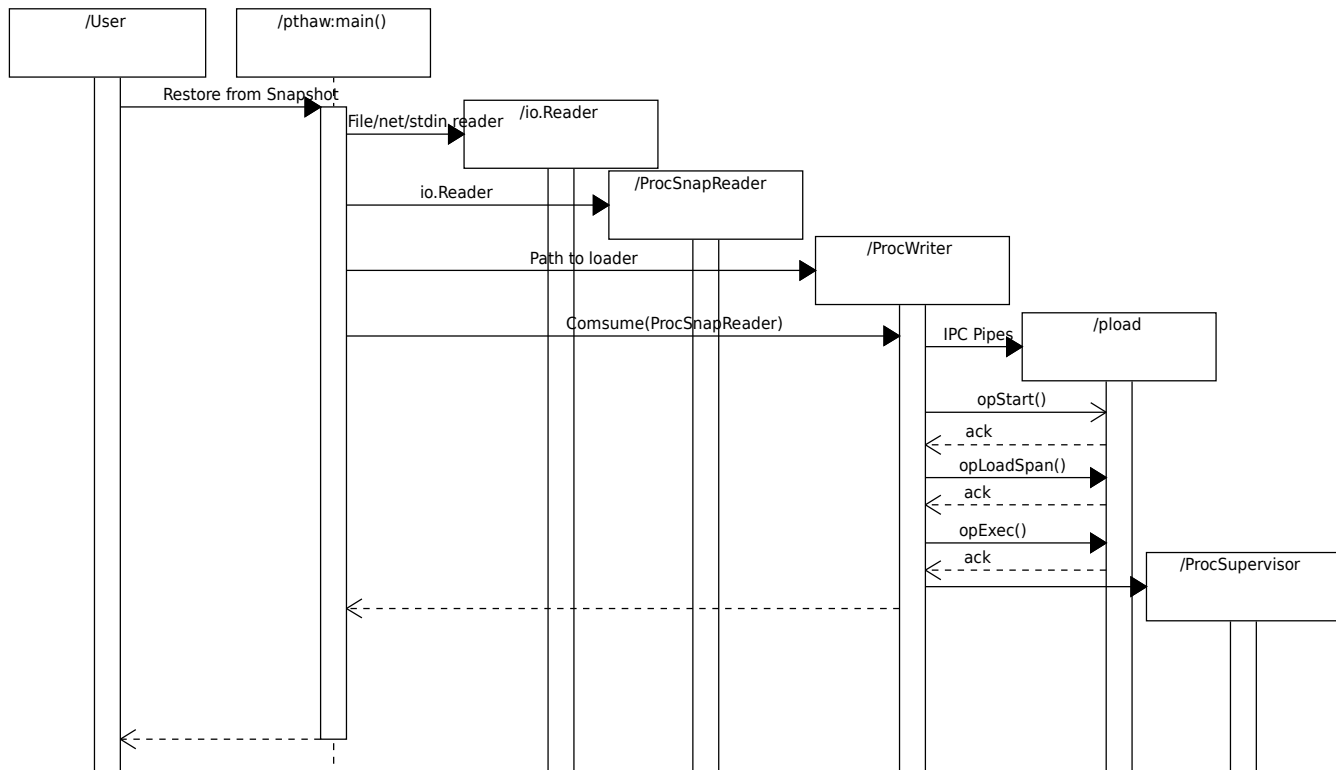 /User
/pthaw:main()
Restore from Snapshot
/io.Reader
File/net/stdin reader
/ProcSnapReader
io.Reader
/ProcWriter
Path to loader
Comsume(ProcSnapReader)
/pload
IPC Pipes
opStart()
ack
opLoadSpan()
ack
opExec()
ack
/ProcSupervisor